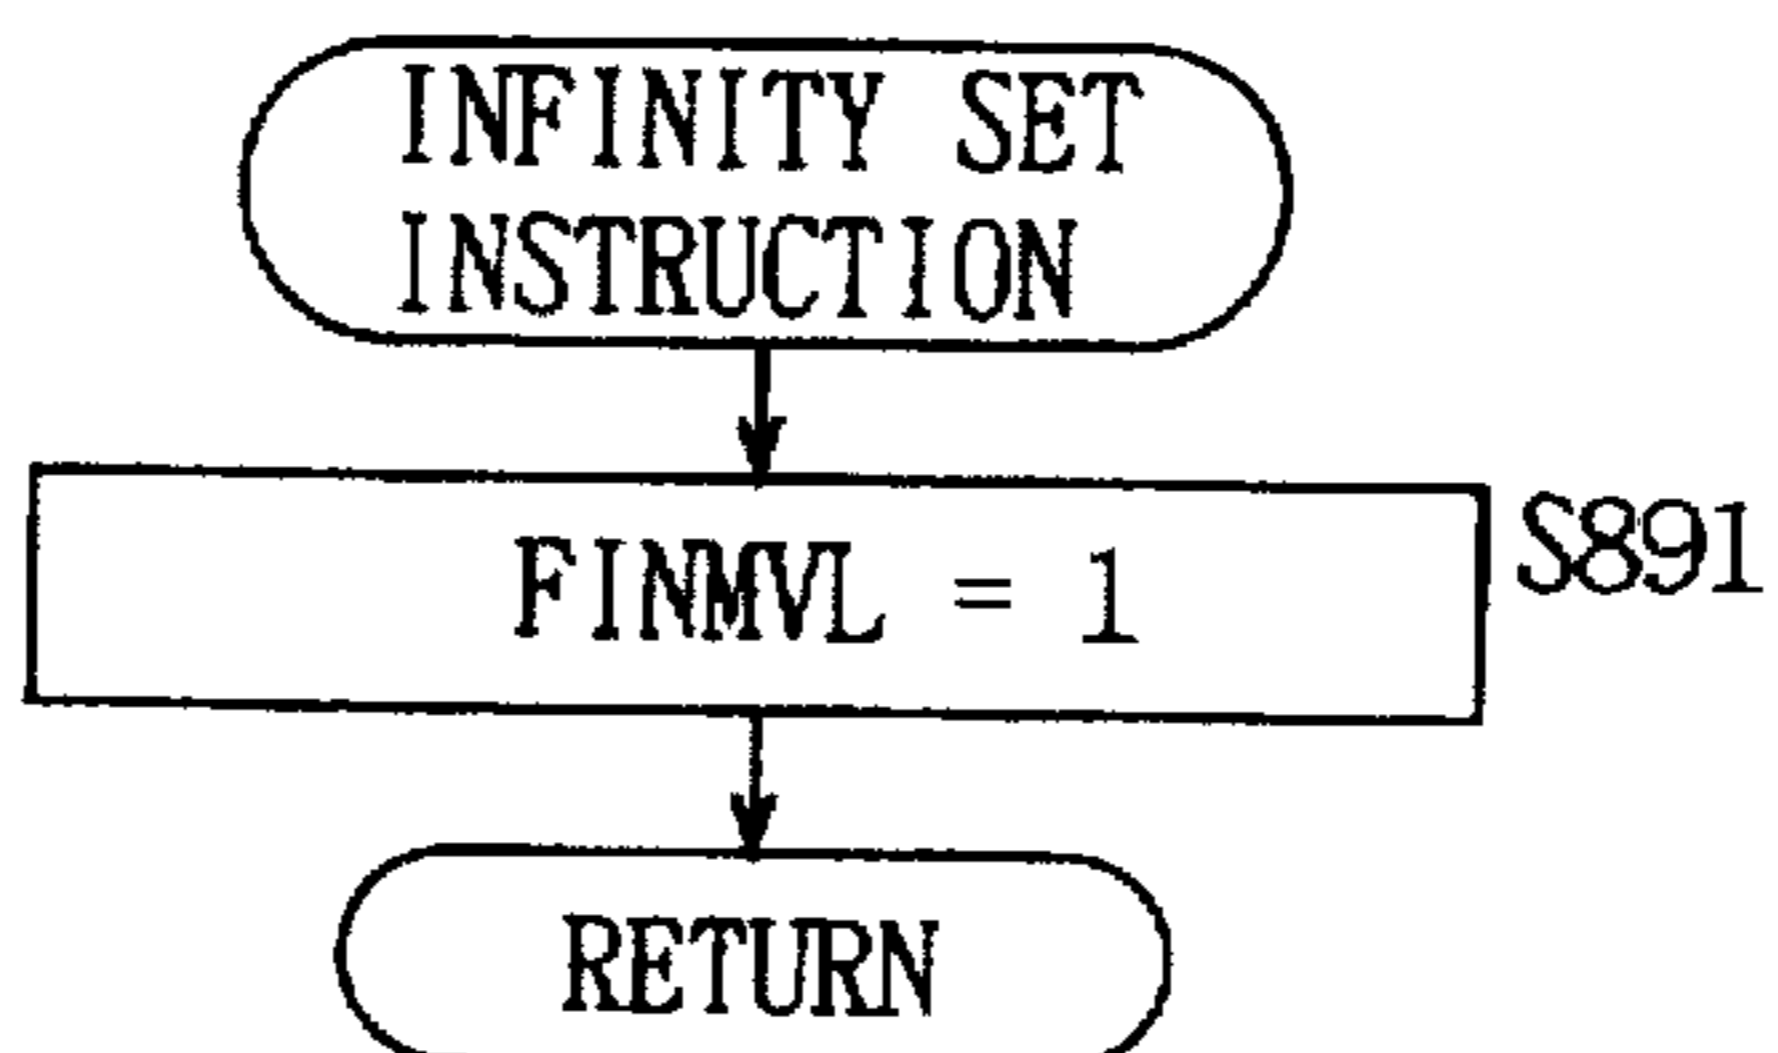 INFINITY SET
INSTRUCTION
FINMVL = 1
S891
RETURN